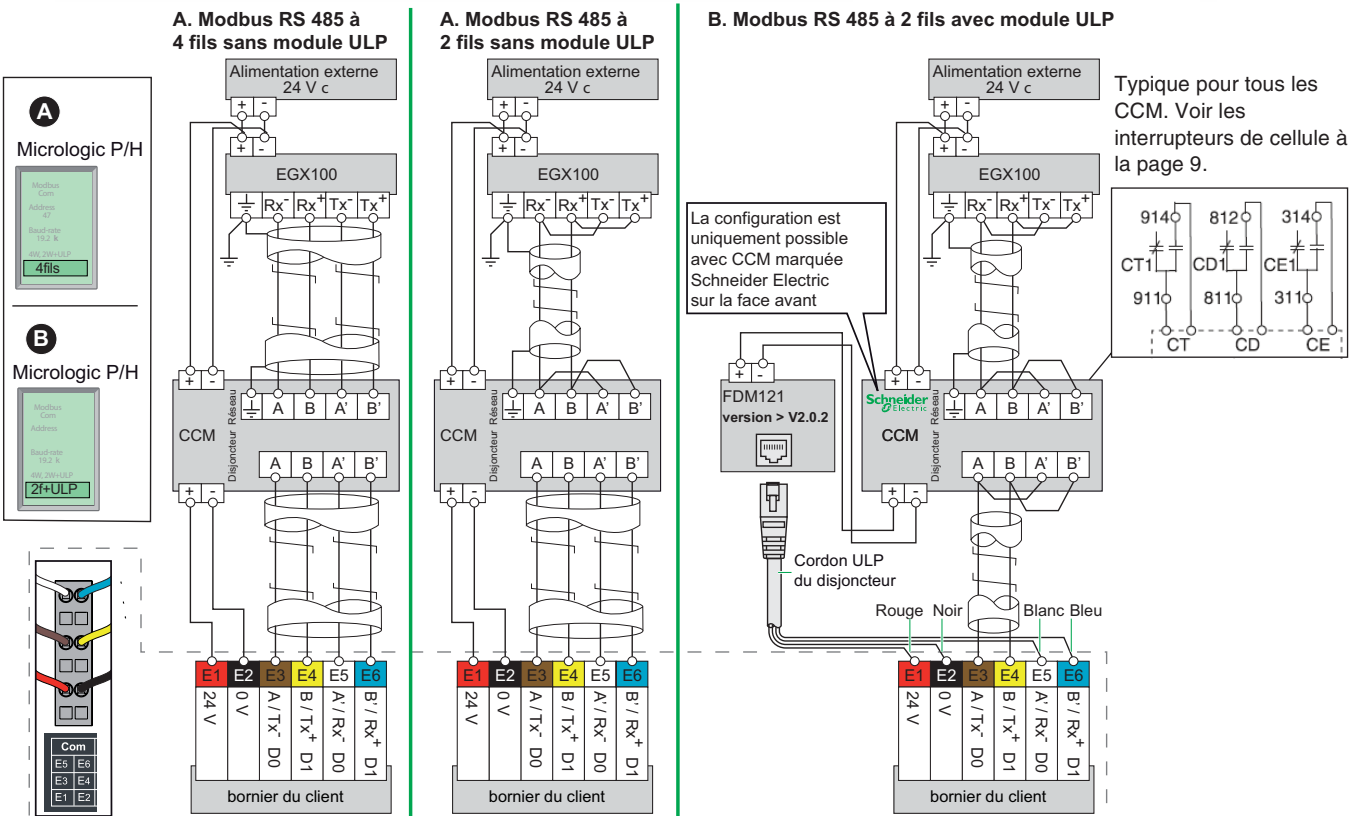 A. Modbus RS 485 à
4 fils sans module ULP
A. Modbus RS 485 à
2 fils sans module ULP
B. Modbus RS 485 à 2 fils avec module ULP
A
Micrologic P/H
Modbus
Com
Address
47
Baud-rate
19.2 k
4W, 2W+ULP
4fils
B
Micrologic P/H
Modbus
Com
Address
Baud-rate
19.2 k
4W, 2W+ULP
2f+ULP
Com
E5 E6
E3 E4
E1 E2
Alimentation externe
24 V c
+ -
+ -
EGX100
Rx- Rx+ Tx- Tx+
+ -
Réseau
A B A' B'
CCM
Disjoncteur
A B A' B'
+ -
E1 E2 E3 E4 E5 E6
24 V
0 V
A / Tx- D0
B / Tx+ D1
A' / Rx- D0
B' / Rx+ D1
bornier du client
Alimentation externe
24 V c
+ -
+ -
EGX100
Rx- Rx+ Tx- Tx+
+ -
Réseau
A B A' B'
CCM
Disjoncteur
A B A' B'
+ -
E1 E2 E3 E4 E5 E6
24 V
0 V
A / Tx- D0
B / Tx+ D1
A' / Rx- D0
B' / Rx+ D1
bornier du client
Alimentation externe
24 V c
+ -
+ -
EGX100
Rx- Rx+ Tx- Tx+
La configuration est
uniquement possible
avec CCM marquée
Schneider Electric
sur la face avant
+ -
FDM121
version > V2.0.2
+ -
Schneider
Electric
Réseau
A B A' B'
CCM
Disjoncteur
A B A' B'
+ -
Cordon ULP
du disjoncteur
Rouge Noir Blanc Bleu
E1 E2 E3 E4 E5 E6
24 V
0 V
A / Tx- D0
B / Tx+ D1
A' / Rx- D0
B' / Rx+ D1
bornier du client
Typique pour tous les
CCM. Voir les
interrupteurs de cellule à
la page 9.
914 812 314
CT1 CD1 CE1
911 811 311
CT CD CE